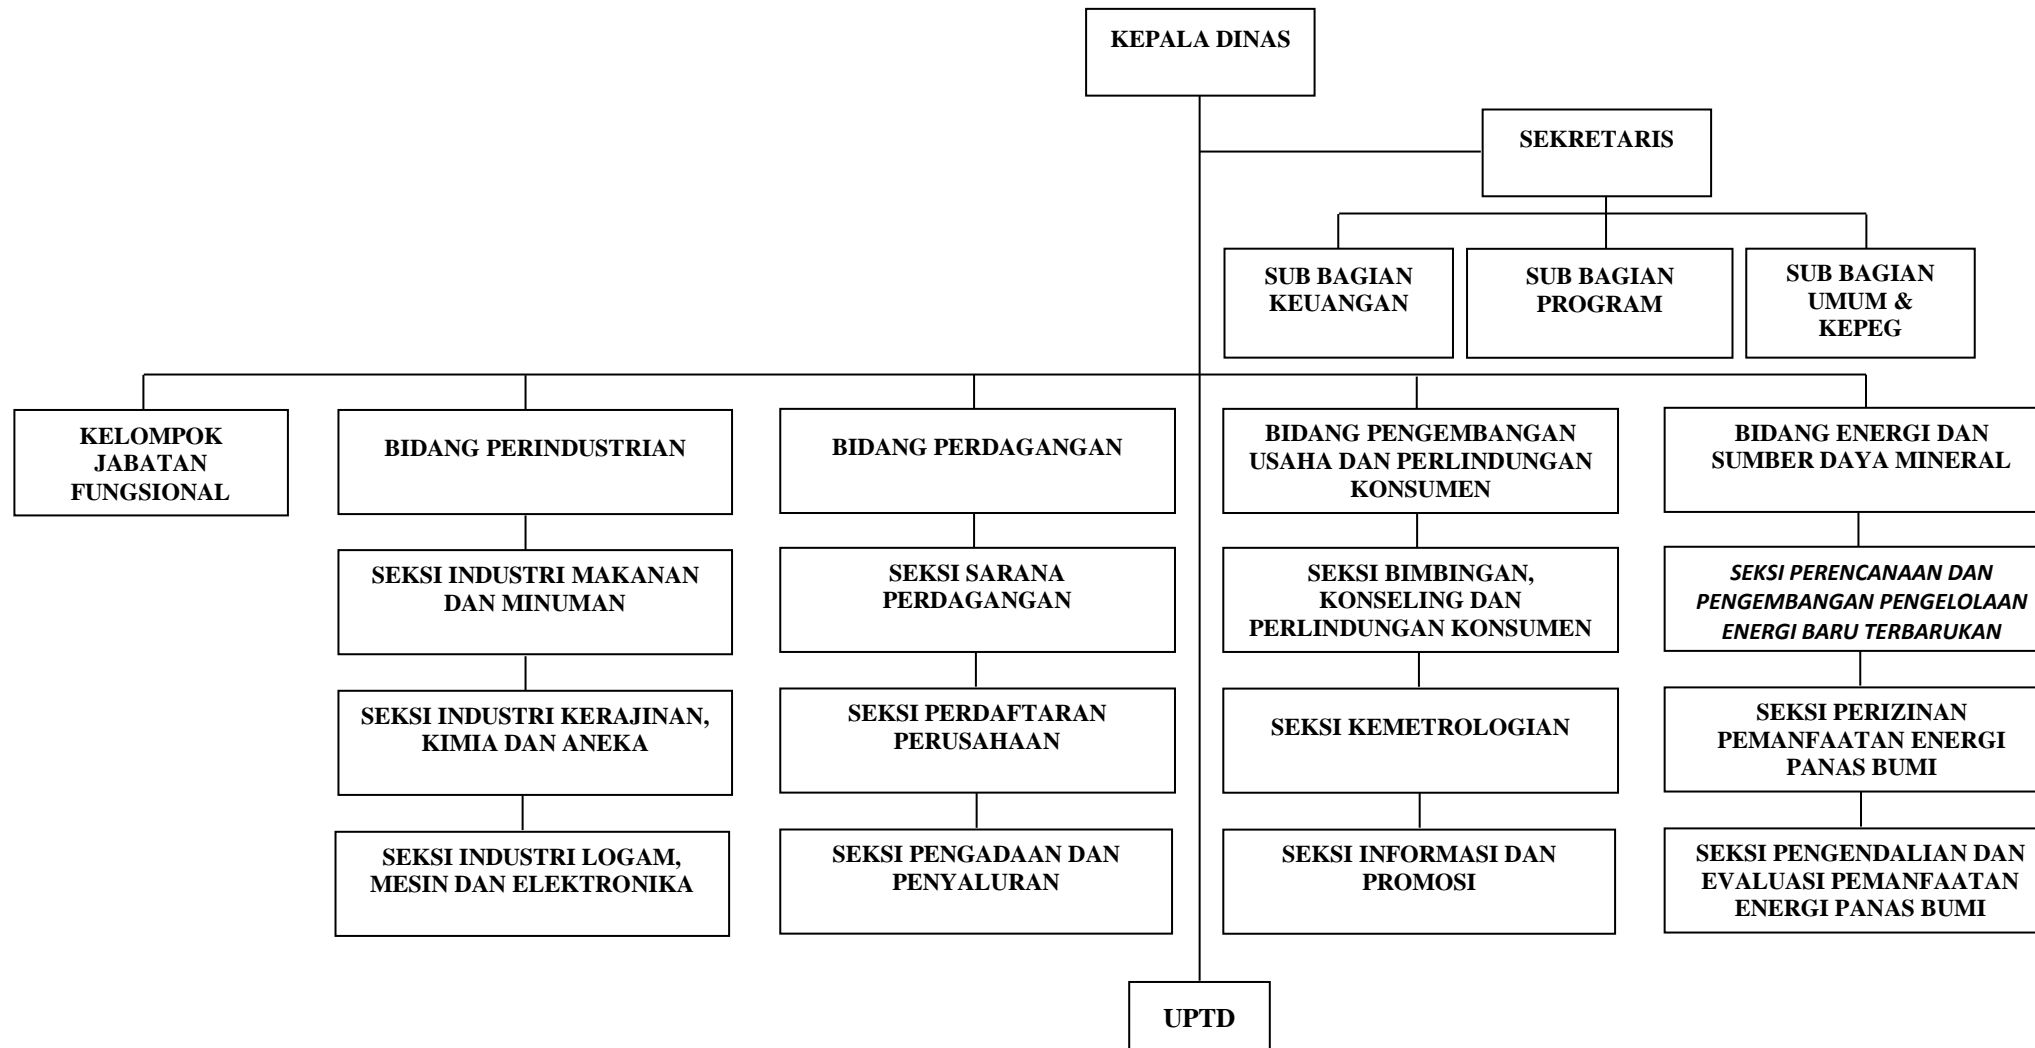 KEPALA DINAS
SEKRETARIS
SUB BAGIAN
KEUANGAN
SUB BAGIAN
PROGRAM
SUB BAGIAN
UMUM &
KEPEG
KELOMPOK
JABATAN
FUNGSIONAL
BIDANG PERINDUSTRIAN
BIDANG PERDAGANGAN
BIDANG PENGEMBANGAN
USAHA DAN PERLINDUNGAN
KONSUMEN
BIDANG ENERGI DAN
SUMBER DAYA MINERAL
SEKSI INDUSTRI MAKANAN
DAN MINUMAN
SEKSI SARANA
PERDAGANGAN
SEKSI BIMBINGAN,
KONSELING DAN
PERLINDUNGAN KONSUMEN
SEKSI PERENCANAAN DAN
PENGEMBANGAN PENGELOLAAN
ENERGI BARU TERBARUKAN
SEKSI INDUSTRI KERAJINAN,
KIMIA DAN ANEKA
SEKSI PERDAFTARAN
PERUSAHAAN
SEKSI KEMETROLOGIAN
SEKSI PERIZINAN
PEMANFAATAN ENERGI
PANAS BUMI
SEKSI INDUSTRI LOGAM,
MESIN DAN ELEKTRONIKA
SEKSI PENGADAAN DAN
PENYALURAN
SEKSI INFORMASI DAN
PROMOSI
SEKSI PENGENDALIAN DAN
EVALUASI PEMANFAATAN
ENERGI PANAS BUMI
UPTD